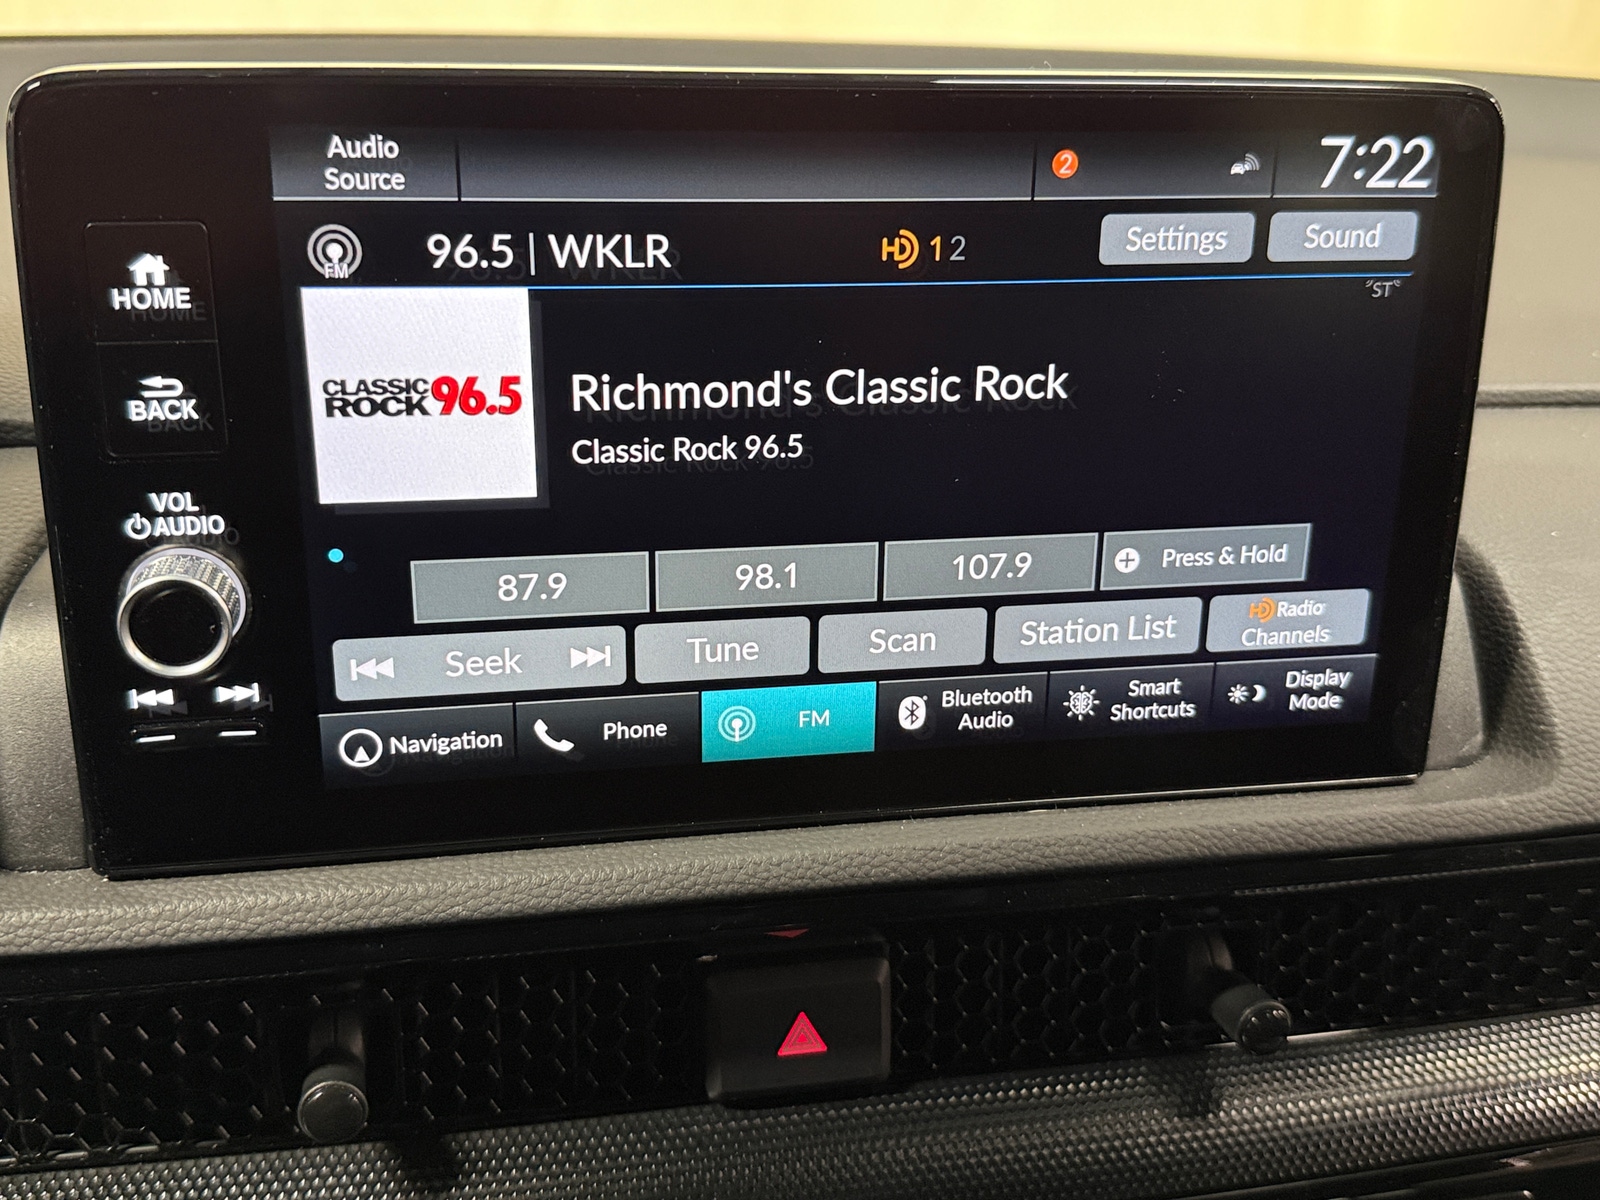 Audio
Source
2
7:22
FM
96.5 | WKLR
HD 1 2
Settings
Sound
"ST"
HOME
CLASSIC
ROCK 96.5
Richmond's Classic Rock
Classic Rock 96.5
BACK
VOL
AUDIO
87.9
98.1
107.9
Press & Hold
Seek
Tune
Scan
Station List
HD Radio
Channels
Navigation
Phone
FM
Bluetooth
Audio
Smart
Shortcuts
Display
Mode